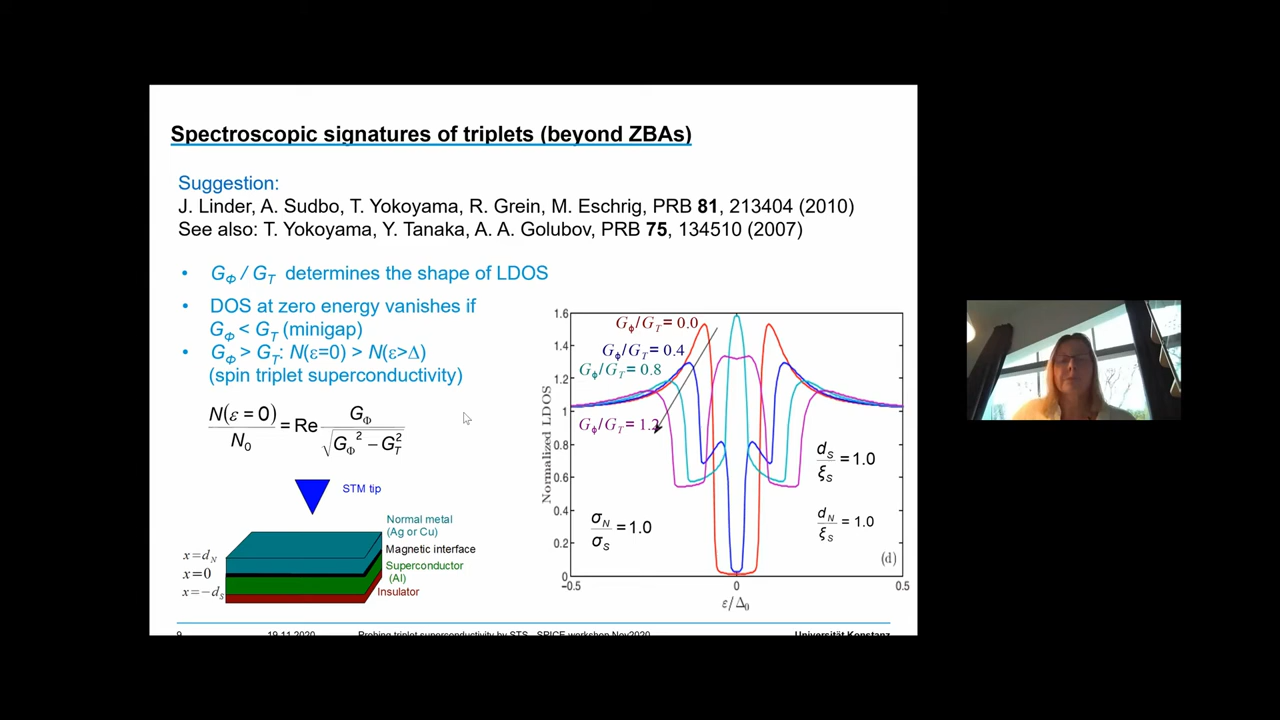 Spectroscopic signatures of triplets (beyond ZBAs)
Suggestion:
J. Linder, A. Sudbo, T. Yokoyama, R. Grein, M. Eschrig, PRB 81, 213404 (2010)
See also: T. Yokoyama, Y. Tanaka, A. A. Golubov, PRB 75, 134510 (2007)
• G_Φ / G_T determines the shape of LDOS
• DOS at zero energy vanishes if
G_Φ < G_T (minigap)
• G_Φ > G_T: N(ε=0) > N(ε>Δ)
(spin triplet superconductivity)
N(ε = 0)/N_0 = Re G_Φ/√(G_Φ^2 − G_T^2)
STM tip
Normal metal
(Ag or Cu)
Magnetic interface
Superconductor
(Al)
Insulator
x=d_N
x=0
x=−d_S
G_ϕ/G_T = 0.0
G_ϕ/G_T = 0.4
G_ϕ/G_T = 0.8
G_ϕ/G_T = 1.2
d_S/ξ_S = 1.0
d_N/ξ_S = 1.0
σ_N/σ_S = 1.0
(d)
Normalized LDOS
1.6
1.4
1.2
1
0.8
0.6
0.4
0.2
0
−0.5
0
0.5
ε/Δ_0
9 19.11.2020 Probing triplet superconductivity by STS - SPICE workshop Nov2020 Universität Konstanz